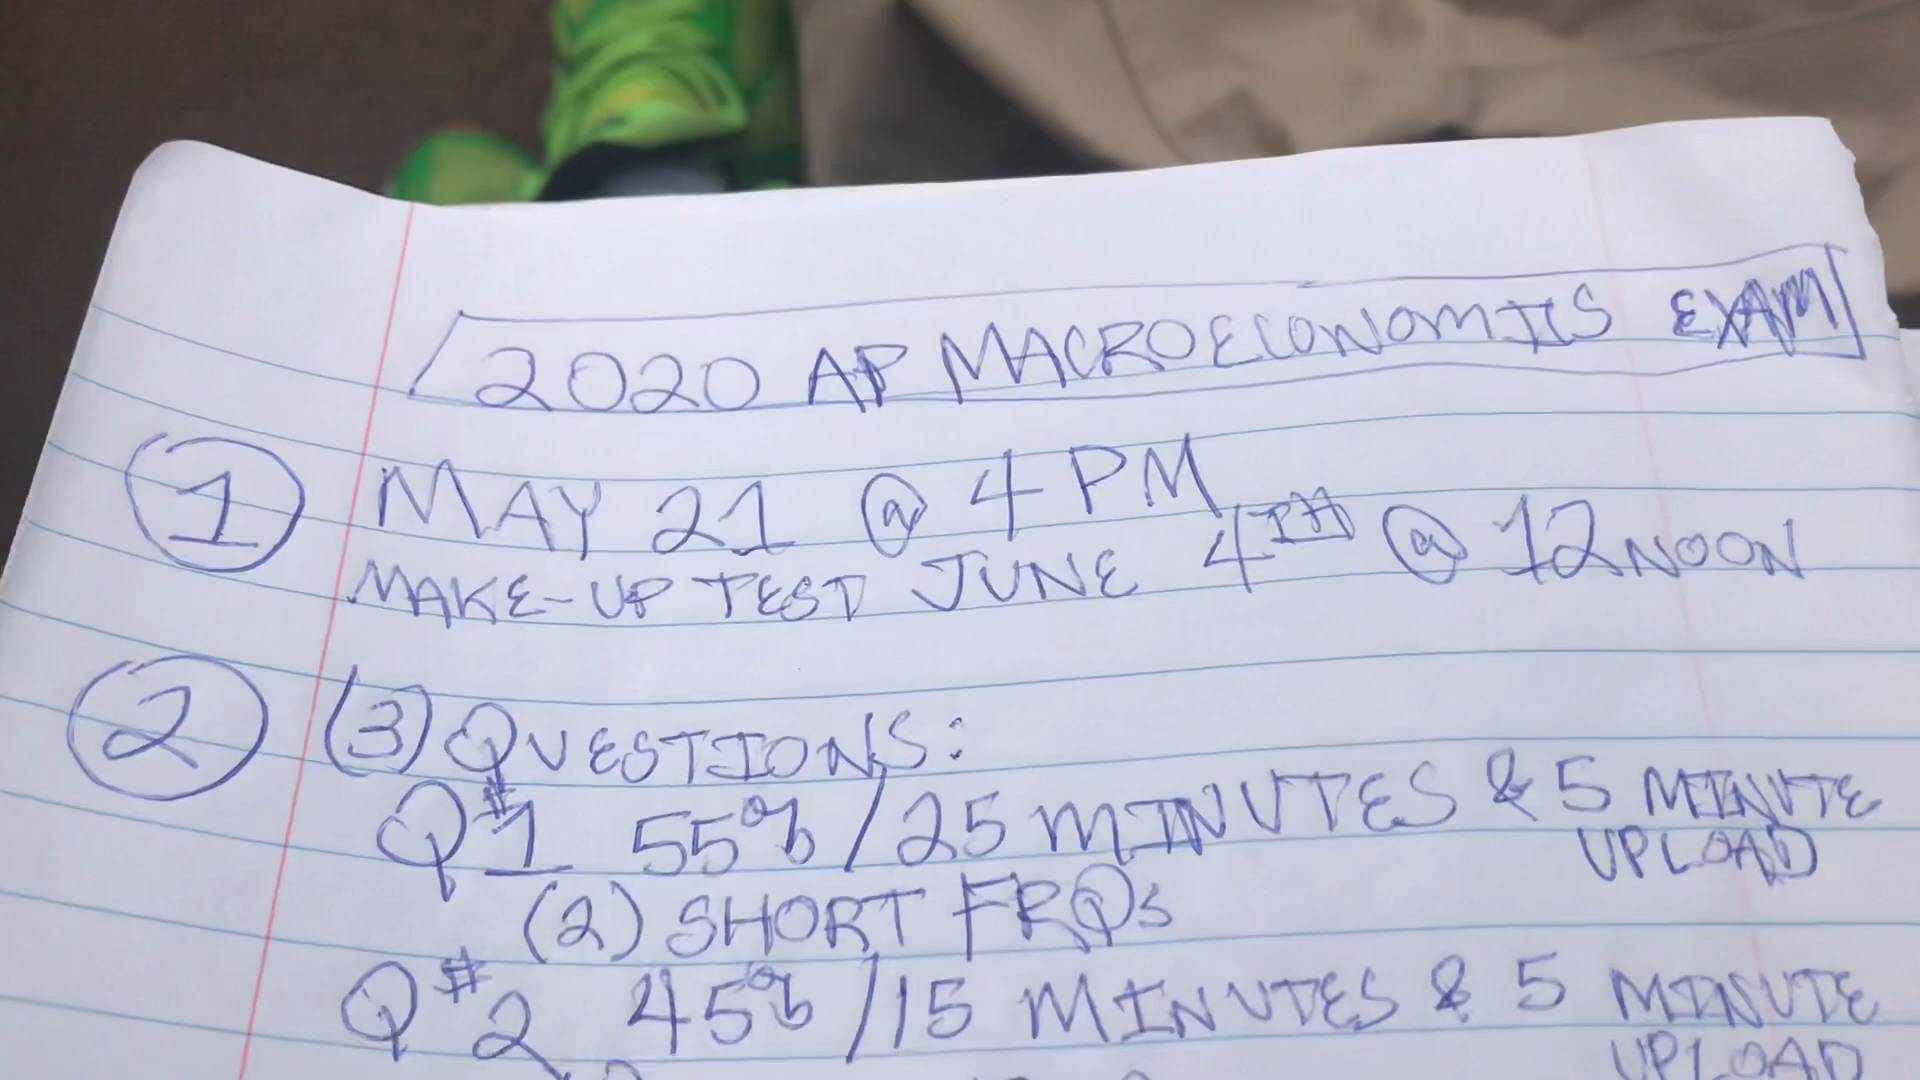 2020 AP MACROECONOMICS EXAM
1 MAY 21 @ 4 PM
MAKE-UP TEST JUNE 4TH @ 12 NOON
2 (3) QUESTIONS:
Q#1 55% / 25 MINUTES & 5 MINUTE
UPLOAD
(2) SHORT FRQs
Q#2 45% / 15 MINUTES & 5 MINUTE
UPLOAD